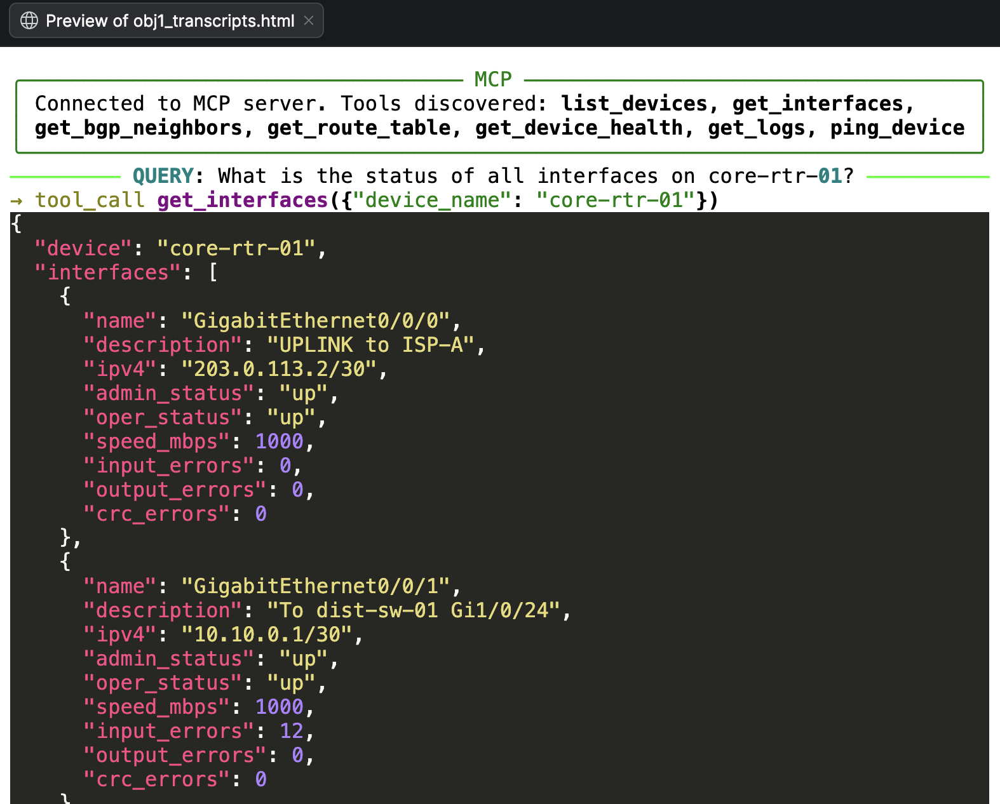 Preview of obj1_transcripts.html ×
MCP
Connected to MCP server. Tools discovered: list_devices, get_interfaces,
get_bgp_neighbors, get_route_table, get_device_health, get_logs, ping_device
QUERY: What is the status of all interfaces on core-rtr-01?
→ tool_call get_interfaces({"device_name": "core-rtr-01"})
{
  "device": "core-rtr-01",
  "interfaces": [
    {
      "name": "GigabitEthernet0/0/0",
      "description": "UPLINK to ISP-A",
      "ipv4": "203.0.113.2/30",
      "admin_status": "up",
      "oper_status": "up",
      "speed_mbps": 1000,
      "input_errors": 0,
      "output_errors": 0,
      "crc_errors": 0
    },
    {
      "name": "GigabitEthernet0/0/1",
      "description": "To dist-sw-01 Gi1/0/24",
      "ipv4": "10.10.0.1/30",
      "admin_status": "up",
      "oper_status": "up",
      "speed_mbps": 1000,
      "input_errors": 12,
      "output_errors": 0,
      "crc_errors": 0
    }